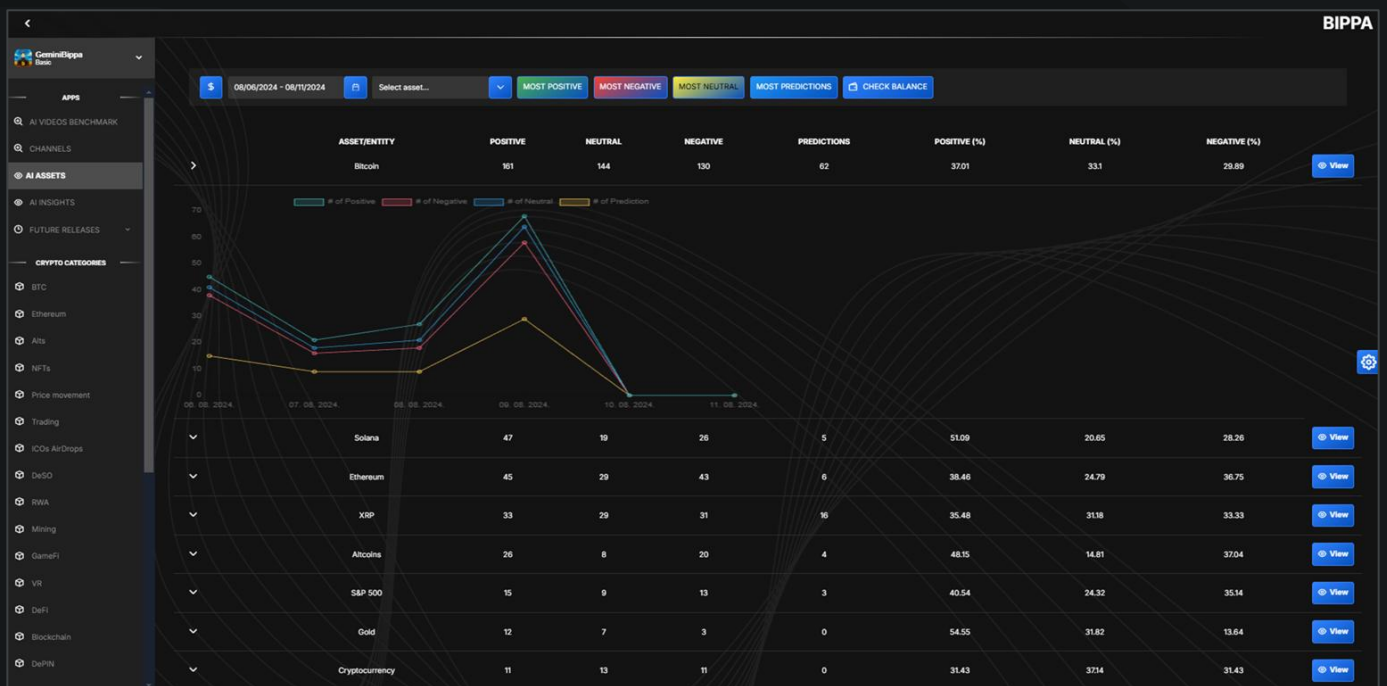 BIPPA
GeminiBippa
Basic
APPS
AI VIDEOS BENCHMARK
CHANNELS
AI ASSETS
AI INSIGHTS
FUTURE RELEASES
CRYPTO CATEGORIES
BTC
Ethereum
Alts
NFTs
Price movement
Trading
ICOs AirDrops
DeSO
RWA
Mining
GameFi
VR
DeFi
Blockchain
DePIN
$ 08/06/2024 - 08/11/2024 Select asset... MOST POSITIVE MOST NEGATIVE MOST NEUTRAL MOST PREDICTIONS CHECK BALANCE
ASSET/ENTITY POSITIVE NEUTRAL NEGATIVE PREDICTIONS POSITIVE (%) NEUTRAL (%) NEGATIVE (%)
Bitcoin 161 144 130 62 37.01 33.1 29.89 View
# of Positive # of Negative # of Neutral # of Prediction
70
60
50
40
30
20
10
0
06. 08. 2024. 07. 08. 2024. 08. 08. 2024. 09. 08. 2024. 10. 08. 2024. 11. 08. 2024.
Solana 47 19 26 5 51.09 20.65 28.26 View
Ethereum 45 29 43 6 38.46 24.79 36.75 View
XRP 33 29 31 16 35.48 31.18 33.33 View
Altcoins 26 8 20 4 48.15 14.81 37.04 View
S&P 500 15 9 13 3 40.54 24.32 35.14 View
Gold 12 7 3 0 54.55 31.82 13.64 View
Cryptocurrency 11 13 11 0 31.43 37.14 31.43 View